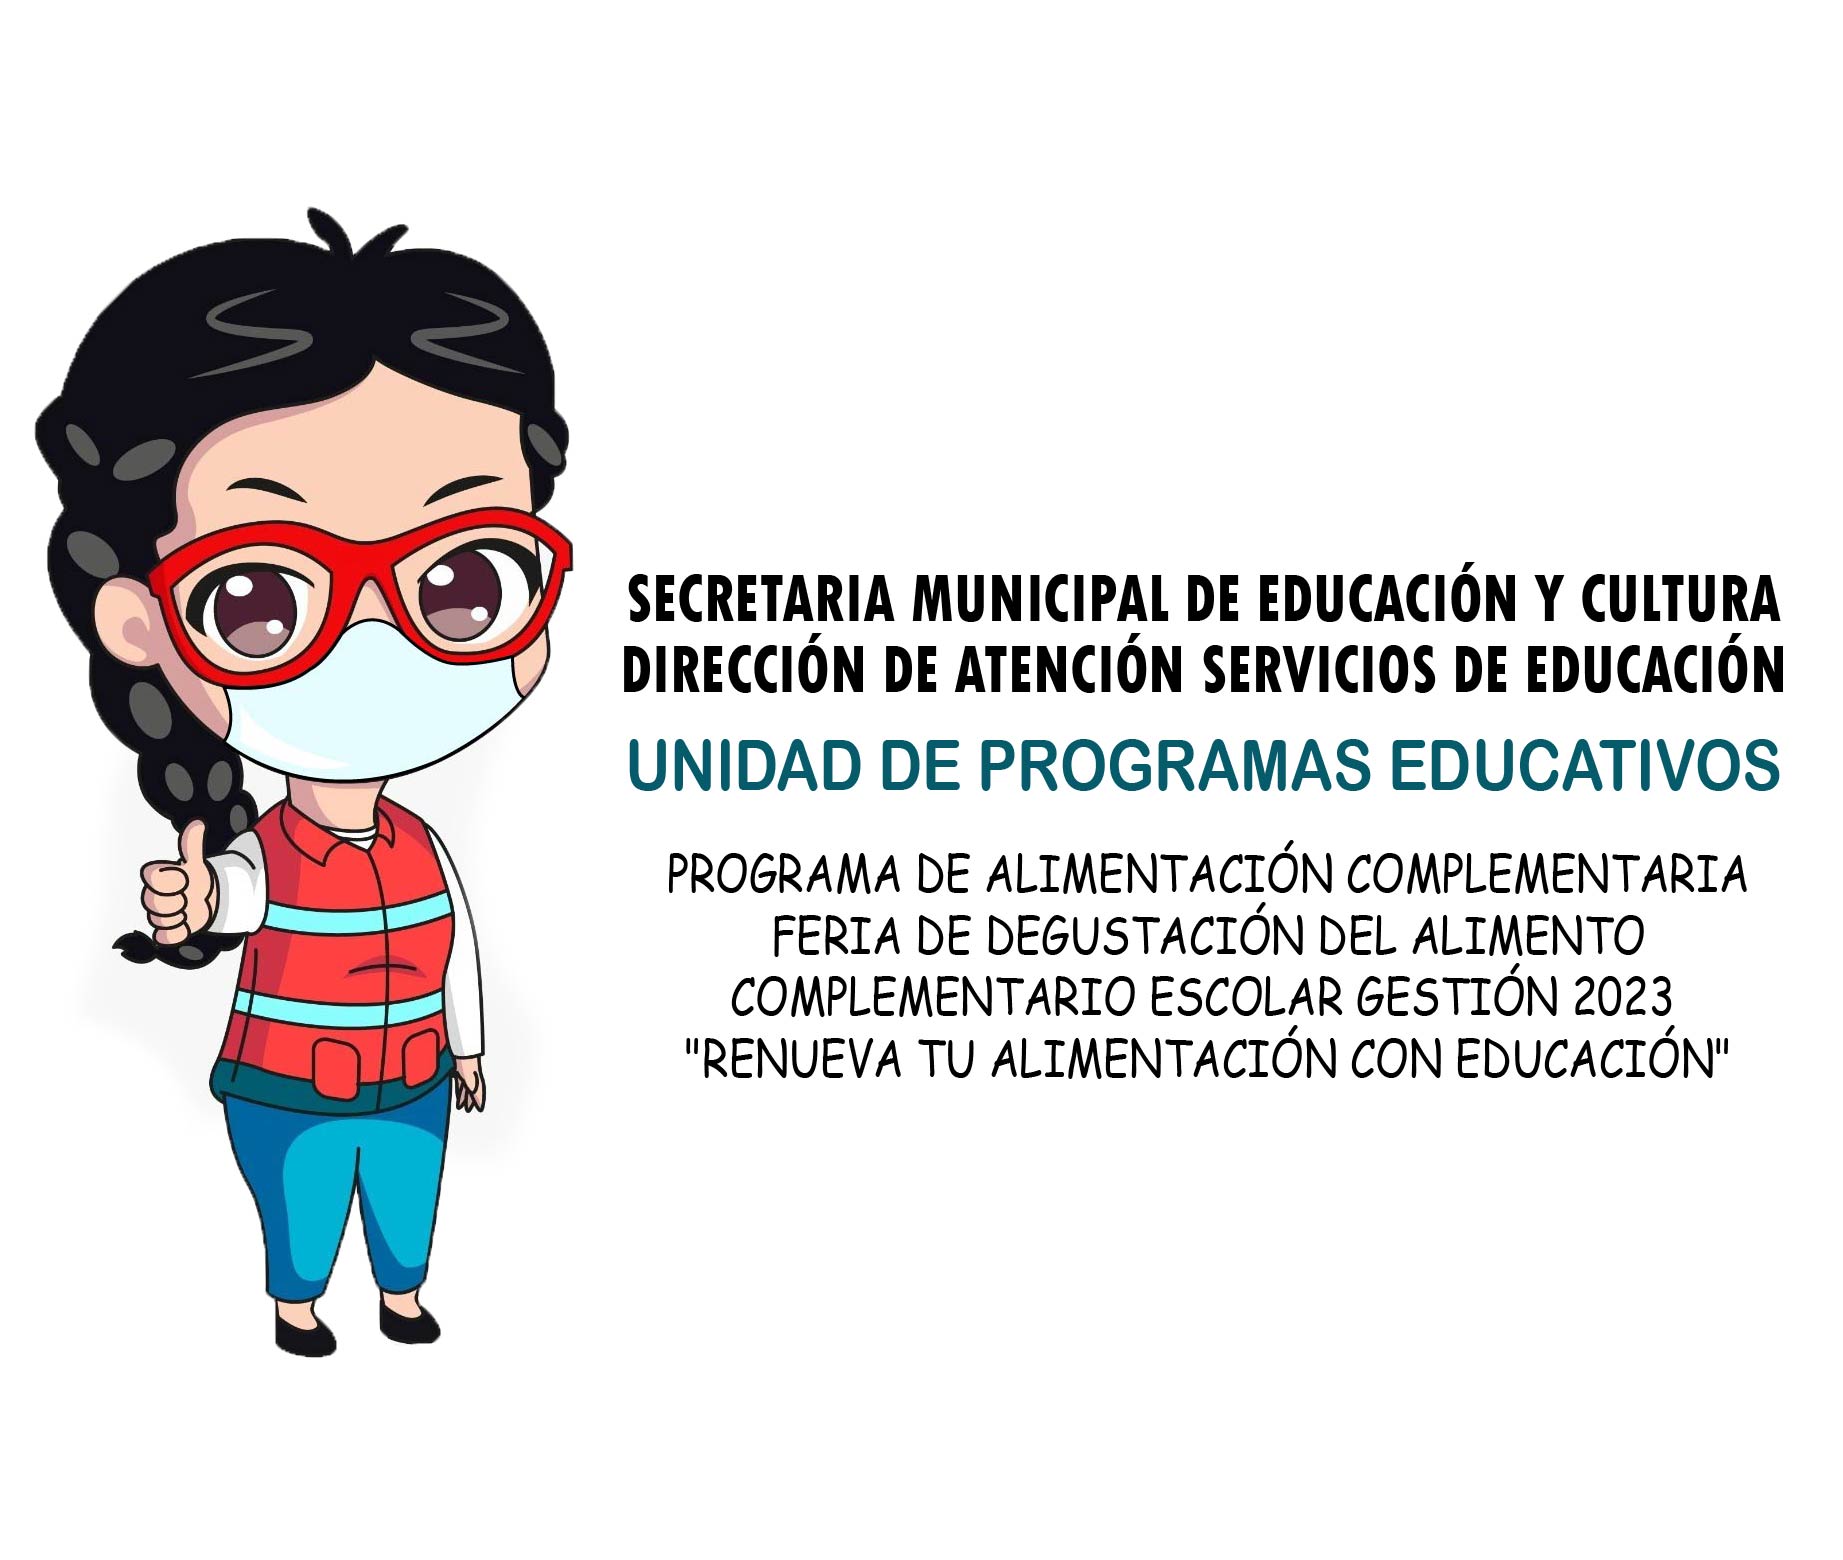 SECRETARIA MUNICIPAL DE EDUCACIÓN Y CULTURA
DIRECCIÓN DE ATENCIÓN SERVICIOS DE EDUCACIÓN
UNIDAD DE PROGRAMAS EDUCATIVOS
PROGRAMA DE ALIMENTACIÓN COMPLEMENTARIA
FERIA DE DEGUSTACIÓN DEL ALIMENTO
COMPLEMENTARIO ESCOLAR GESTIÓN 2023
"RENUEVA TU ALIMENTACIÓN CON EDUCACIÓN"